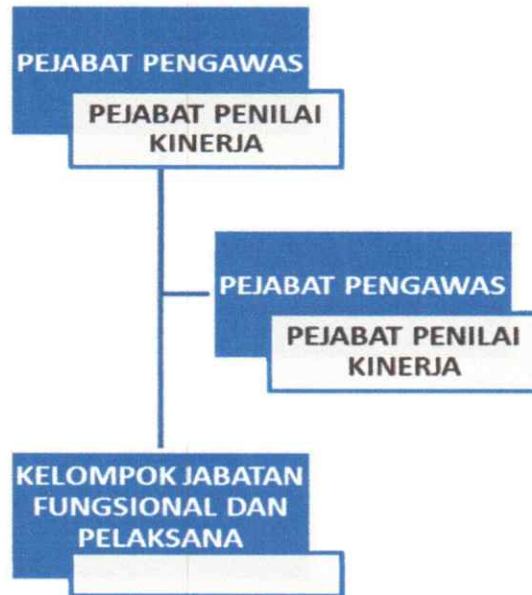 PEJABAT PENGAWAS
PEJABAT PENILAI
KINERJA
PEJABAT PENGAWAS
PEJABAT PENILAI
KINERJA
KELOMPOK JABATAN
FUNGSIONAL DAN
PELAKSANA